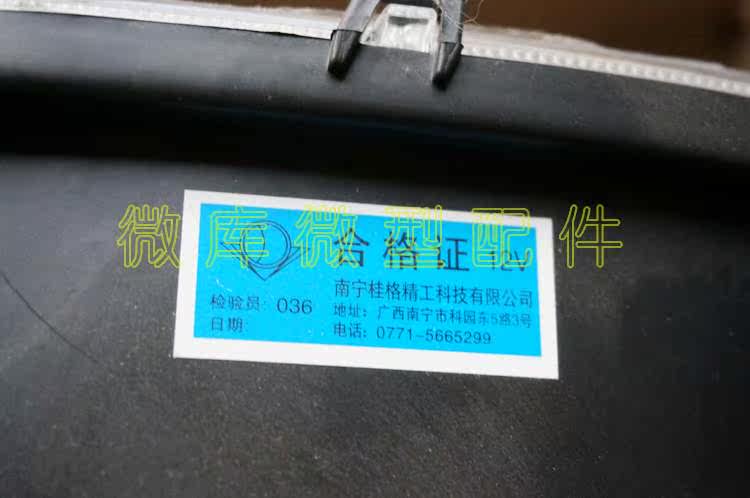 微库微型配件
合格证 12V
南宁桂格精工科技有限公司
检验员: 036
地址: 广西南宁市科园东5路3号
日期:
电话: 0771-5665299